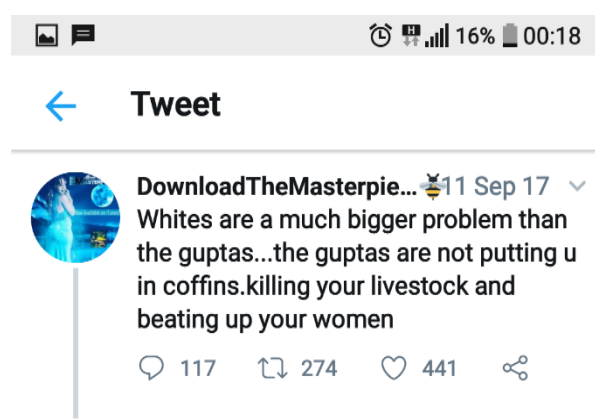 16% 00:18
Tweet
DownloadTheMasterpie... 🐝11 Sep 17
Whites are a much bigger problem than
the guptas...the guptas are not putting u
in coffins.killing your livestock and
beating up your women
117 274 441